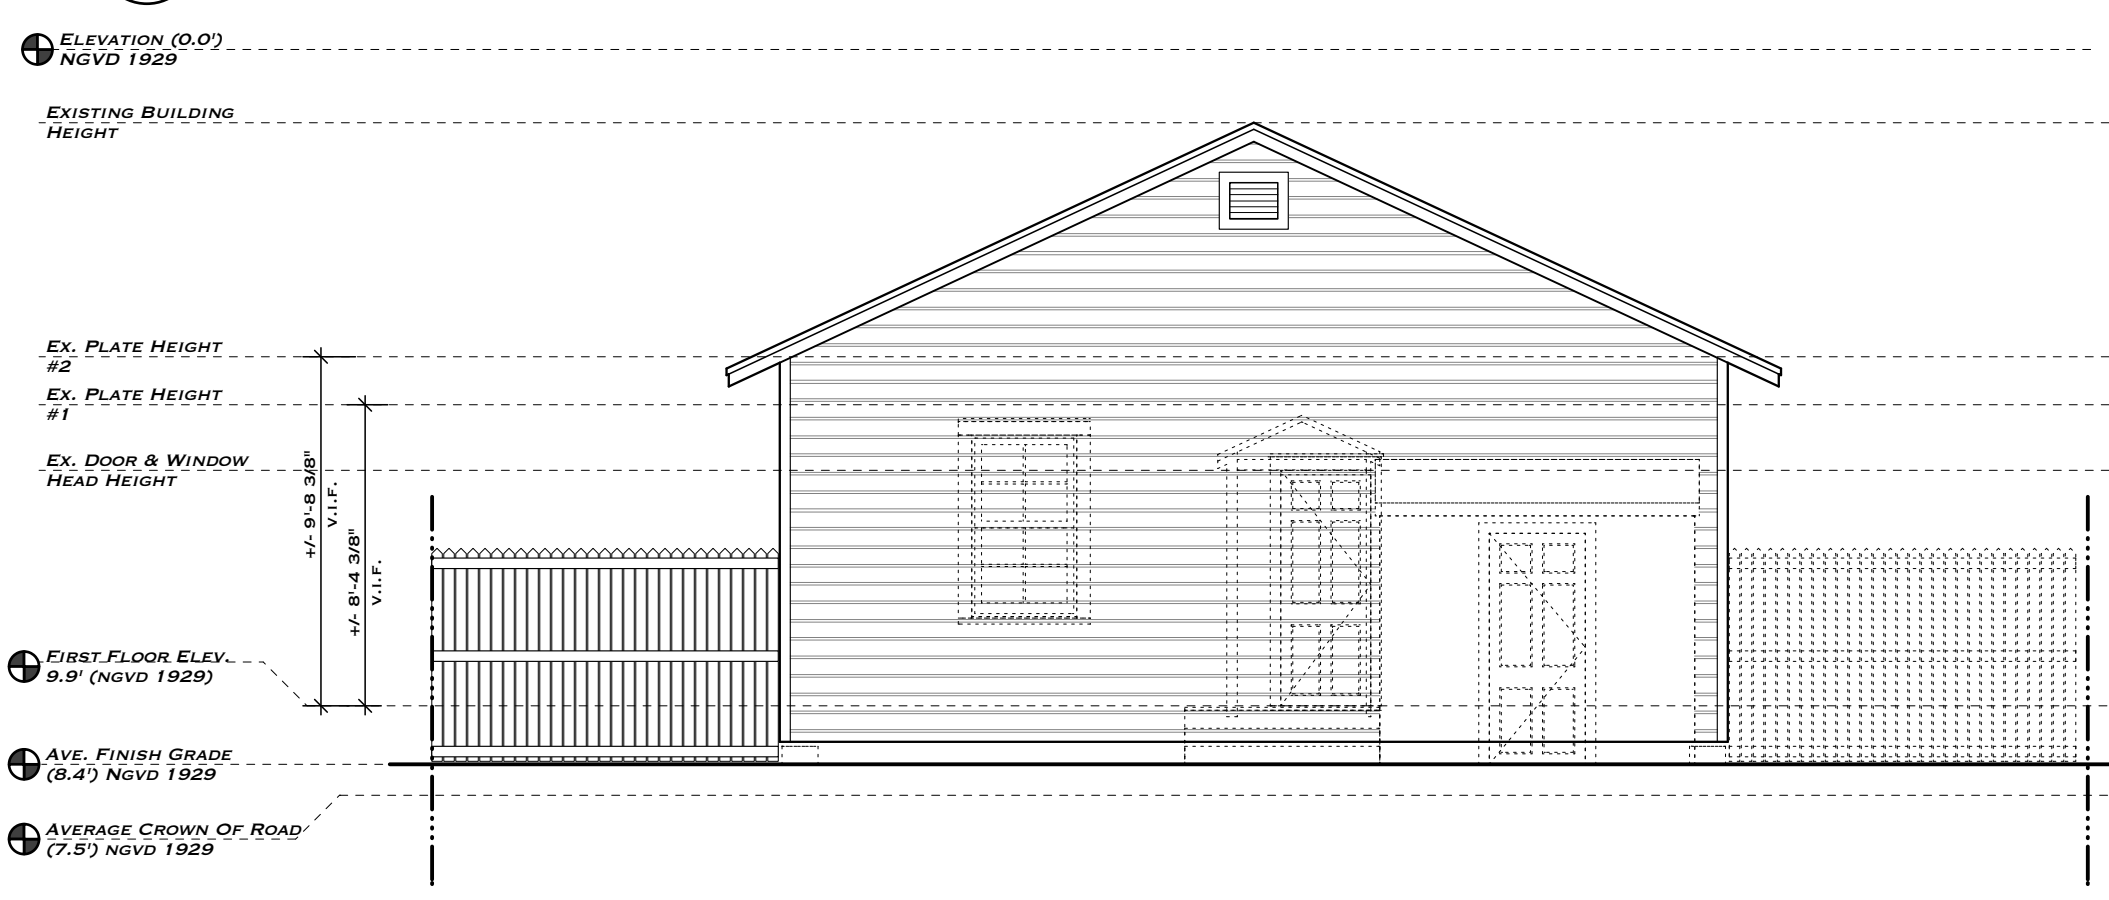 ELEVATION (0.0')
NGVD 1929
EXISTING BUILDING
HEIGHT
EX. PLATE HEIGHT
#2
EX. PLATE HEIGHT
#1
EX. DOOR & WINDOW
HEAD HEIGHT
+/- 9'-8 3/8"
V.I.F.
+/- 8'-4 3/8"
V.I.F.
FIRST FLOOR ELEV.
9.9' (NGVD 1929)
AVE. FINISH GRADE
(8.4') NGVD 1929
AVERAGE CROWN OF ROAD
(7.5') NGVD 1929